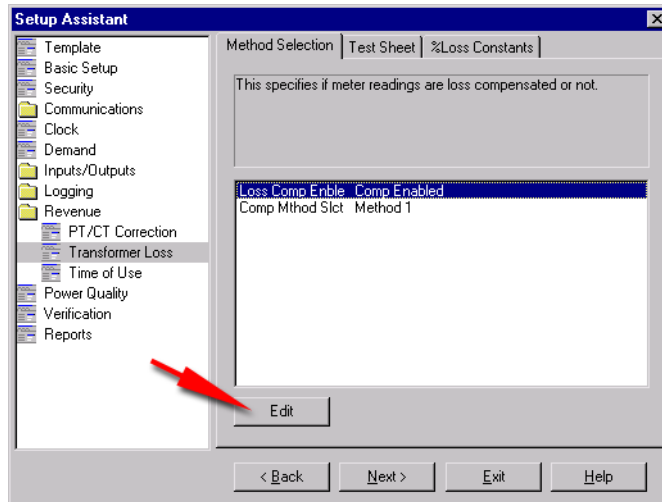 Setup Assistant
Template
Basic Setup
Security
Communications
Clock
Demand
Inputs/Outputs
Logging
Revenue
PT/CT Correction
Transformer Loss
Time of Use
Power Quality
Verification
Reports
Method Selection Test Sheet %Loss Constants
This specifies if meter readings are loss compensated or not.
Loss Comp Enble Comp Enabled
Comp Mthod Slct Method 1
Edit
< Back Next > Exit Help